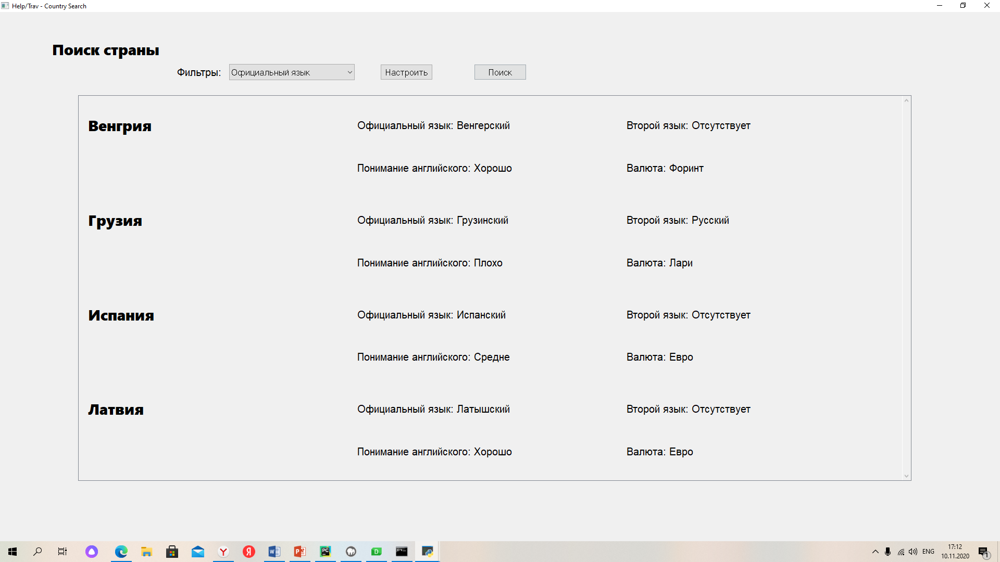 Help/Trav - Country Search
Поиск страны
Фильтры: Официальный язык Настроить Поиск
Венгрия Официальный язык: Венгерский Второй язык: Отсутствует
Понимание английского: Хорошо Валюта: Форинт
Грузия Официальный язык: Грузинский Второй язык: Русский
Понимание английского: Плохо Валюта: Лари
Испания Официальный язык: Испанский Второй язык: Отсутствует
Понимание английского: Средне Валюта: Евро
Латвия Официальный язык: Латышский Второй язык: Отсутствует
Понимание английского: Хорошо Валюта: Евро
Y Я W P PC D C:\ ENG 17:12
10.11.2020 1